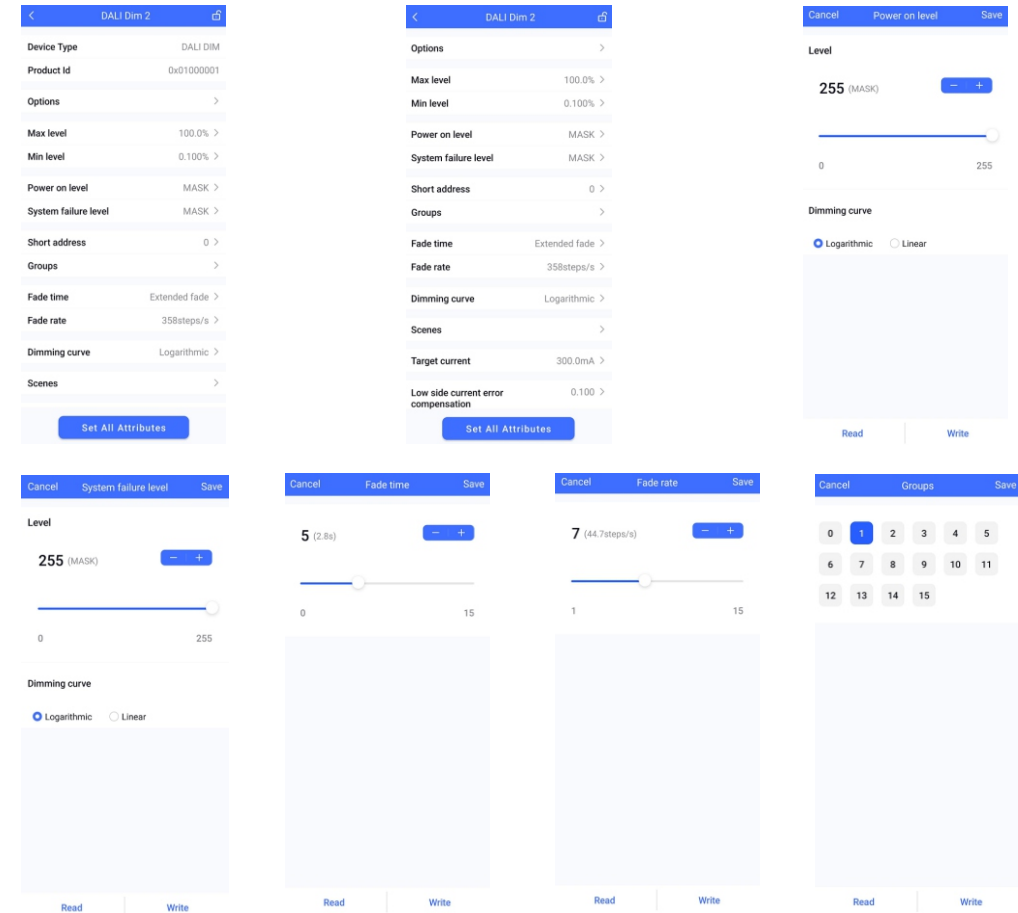 DALI Dim 2
Device Type DALI DIM
Product Id 0x01000001
Options
Max level 100.0%
Min level 0.100%
Power on level MASK
System failure level MASK
Short address 0
Groups
Fade time Extended fade
Fade rate 358steps/s
Dimming curve Logarithmic
Scenes
Set All Attributes
DALI Dim 2
Options
Max level 100.0%
Min level 0.100%
Power on level MASK
System failure level MASK
Short address 0
Groups
Fade time Extended fade
Fade rate 358steps/s
Dimming curve Logarithmic
Scenes
Target current 300.0mA
Low side current error 0.100
compensation
Set All Attributes
Cancel Power on level Save
Level
255 (MASK) - +
0 255
Dimming curve
Logarithmic Linear
Read Write
Cancel System failure level Save
Level
255 (MASK) - +
0 255
Dimming curve
Logarithmic Linear
Read Write
Cancel Fade time Save
5 (2.8s) - +
0 15
Read Write
Cancel Fade rate Save
7 (44.7steps/s) - +
1 15
Read Write
Cancel Groups Save
0 1 2 3 4 5
6 7 8 9 10 11
12 13 14 15
Read Write